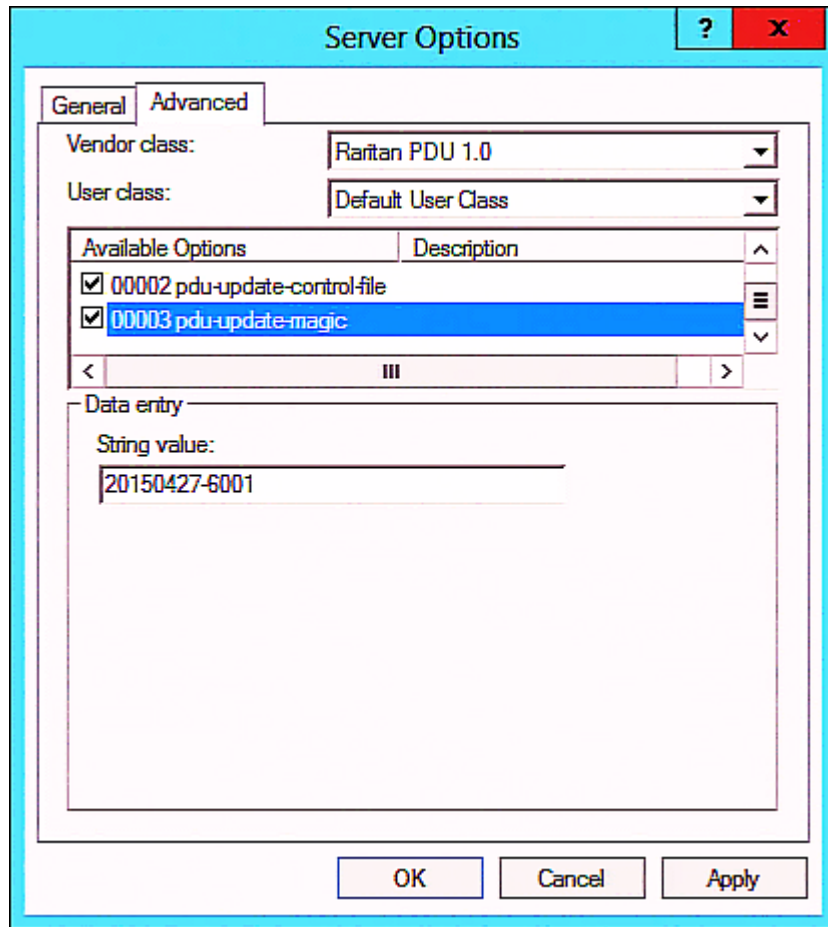 Server Options
?
x
General
Advanced
Vendor class:
Raritan PDU 1.0
User class:
Default User Class
Available Options
Description
00002 pdu-update-control-file
00003 pdu-update-magic
Data entry
String value:
20150427-6001
OK
Cancel
Apply